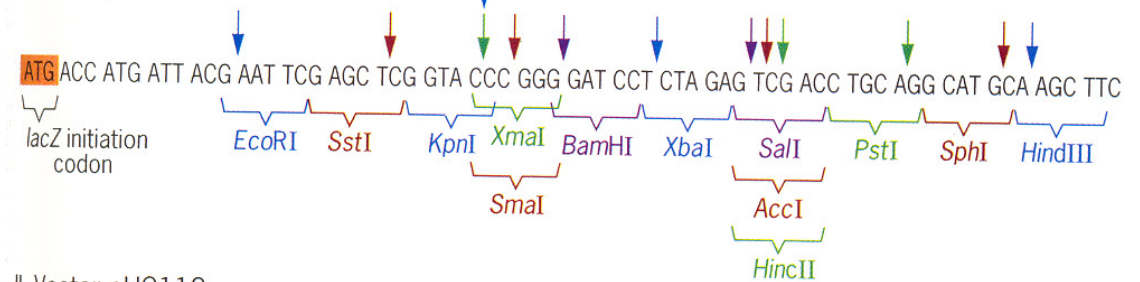 ATG ACC ATG ATT ACG AAT TCG AGC TCG GTA CCC GGG GAT CCT CTA GAG TCG ACC TGC AGG CAT GCA AGC TTC
lacZ initiation
codon
EcoRI SstI KpnI XmaI BamHI XbaI SalI PstI SphI HindIII
SmaI AccI
HincII